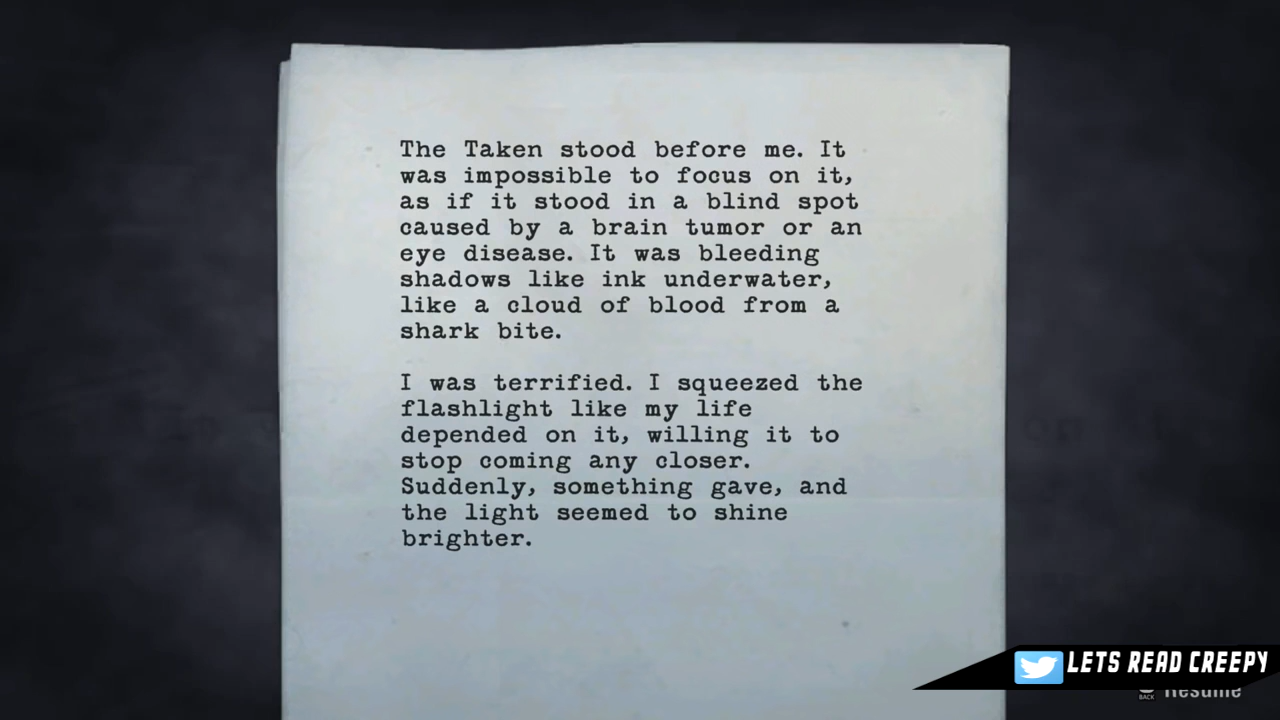 The Taken stood before me. It
was impossible to focus on it,
as if it stood in a blind spot
caused by a brain tumor or an
eye disease. It was bleeding
shadows like ink underwater,
like a cloud of blood from a
shark bite.
I was terrified. I squeezed the
flashlight like my life
depended on it, willing it to
stop coming any closer.
Suddenly, something gave, and
the light seemed to shine
brighter.
LETS READ CREEPY
BACK Resume